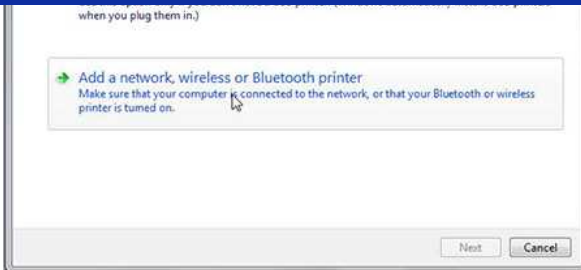 when you plug them in.)
Add a network, wireless or Bluetooth printer
Make sure that your computer is connected to the network, or that your Bluetooth or wireless
printer is turned on.
Next
Cancel